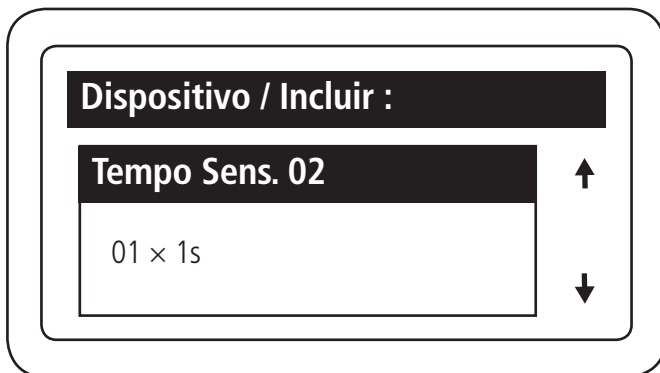 Dispositivo / Incluir :
Tempo Sens. 02
01 × 1s